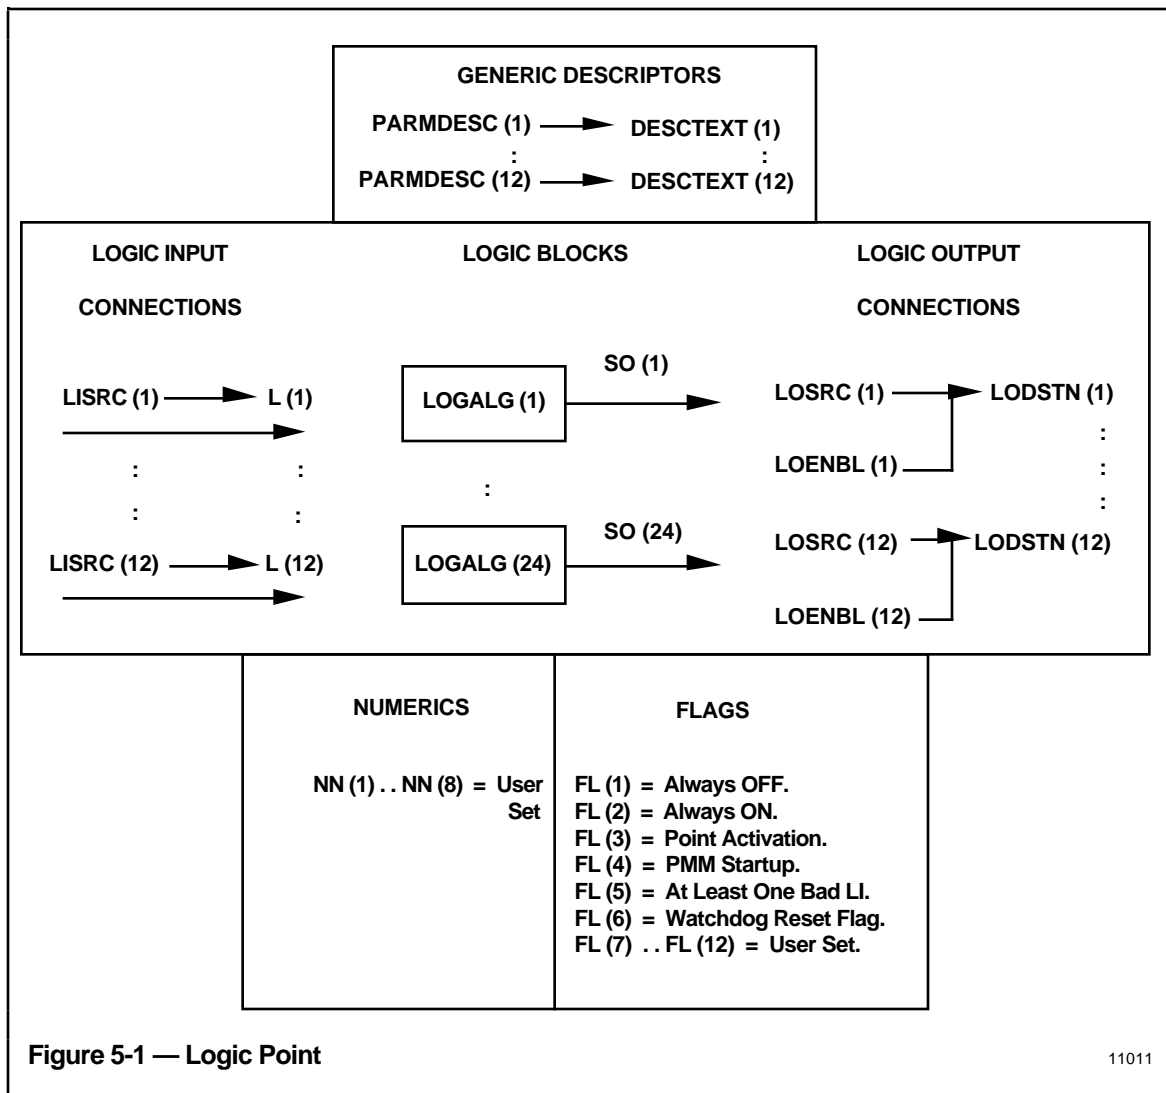 GENERIC DESCRIPTORS
PARMDESC (1) DESCTEXT (1)
: :
PARMDESC (12) DESCTEXT (12)
LOGIC INPUT
CONNECTIONS
LISRC (1) L (1)
: :
: :
LISRC (12) L (12)
LOGIC BLOCKS
SO (1)
LOGALG (1)
:
SO (24)
LOGALG (24)
LOGIC OUTPUT
CONNECTIONS
LOSRC (1) LODSTN (1)
:
LOENBL (1) :
:
LOSRC (12) LODSTN (12)
LOENBL (12)
NUMERICS
NN (1) . . NN (8) = User
Set
FLAGS
FL (1) = Always OFF.
FL (2) = Always ON.
FL (3) = Point Activation.
FL (4) = PMM Startup.
FL (5) = At Least One Bad LI.
FL (6) = Watchdog Reset Flag.
FL (7) . . FL (12) = User Set.
Figure 5-1 — Logic Point
11011